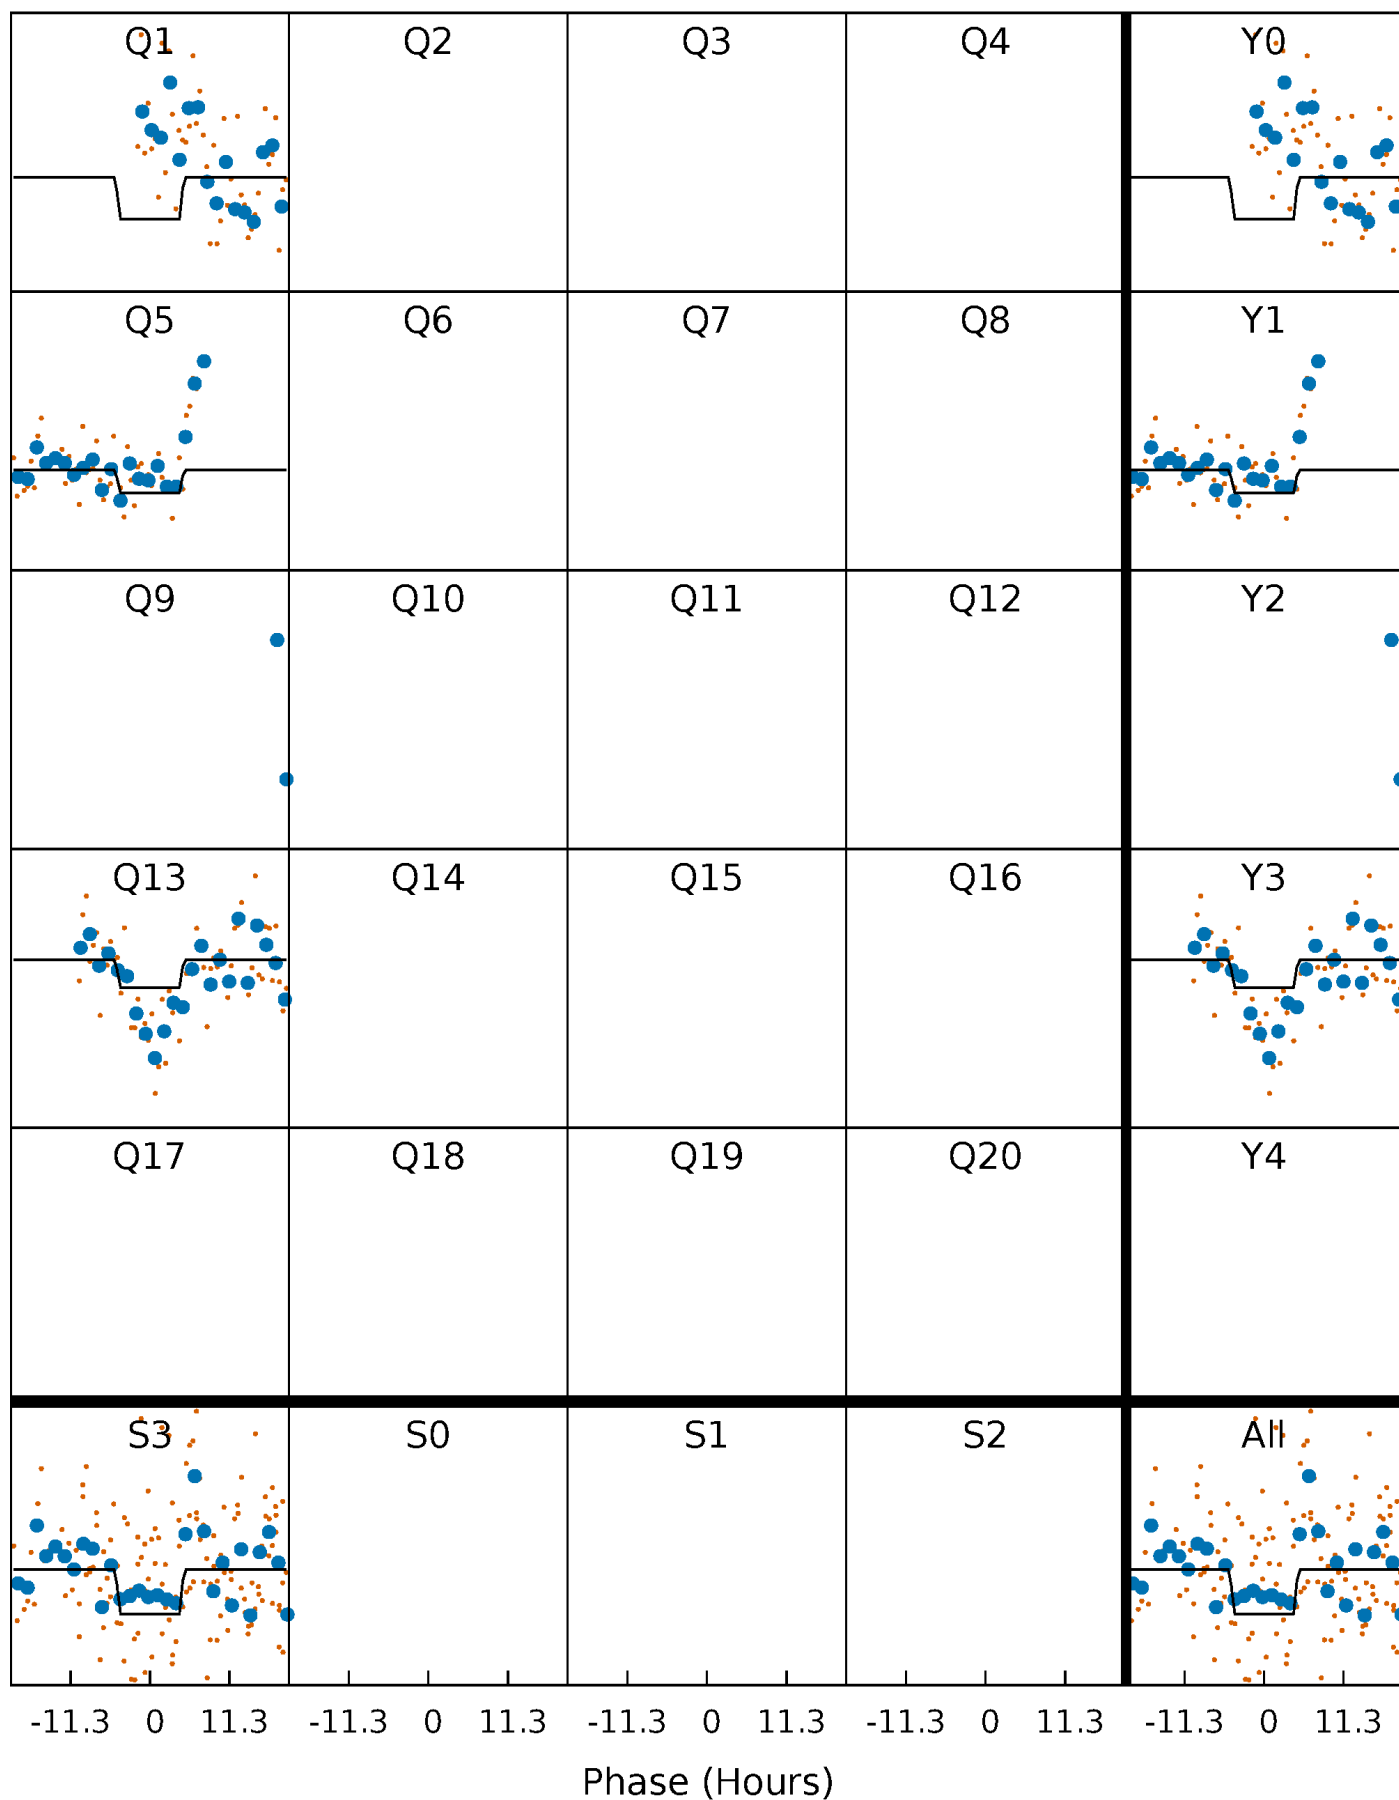 Q1 Q2 Q3 Q4 Y0
Q5 Q6 Q7 Q8 Y1
Q9 Q10 Q11 Q12 Y2
Q13 Q14 Q15 Q16 Y3
Q17 Q18 Q19 Q20 Y4
S3 S0 S1 S2 All
-11.3 0 11.3 -11.3 0 11.3 -11.3 0 11.3 -11.3 0 11.3 -11.3 0 11.3
Phase (Hours)